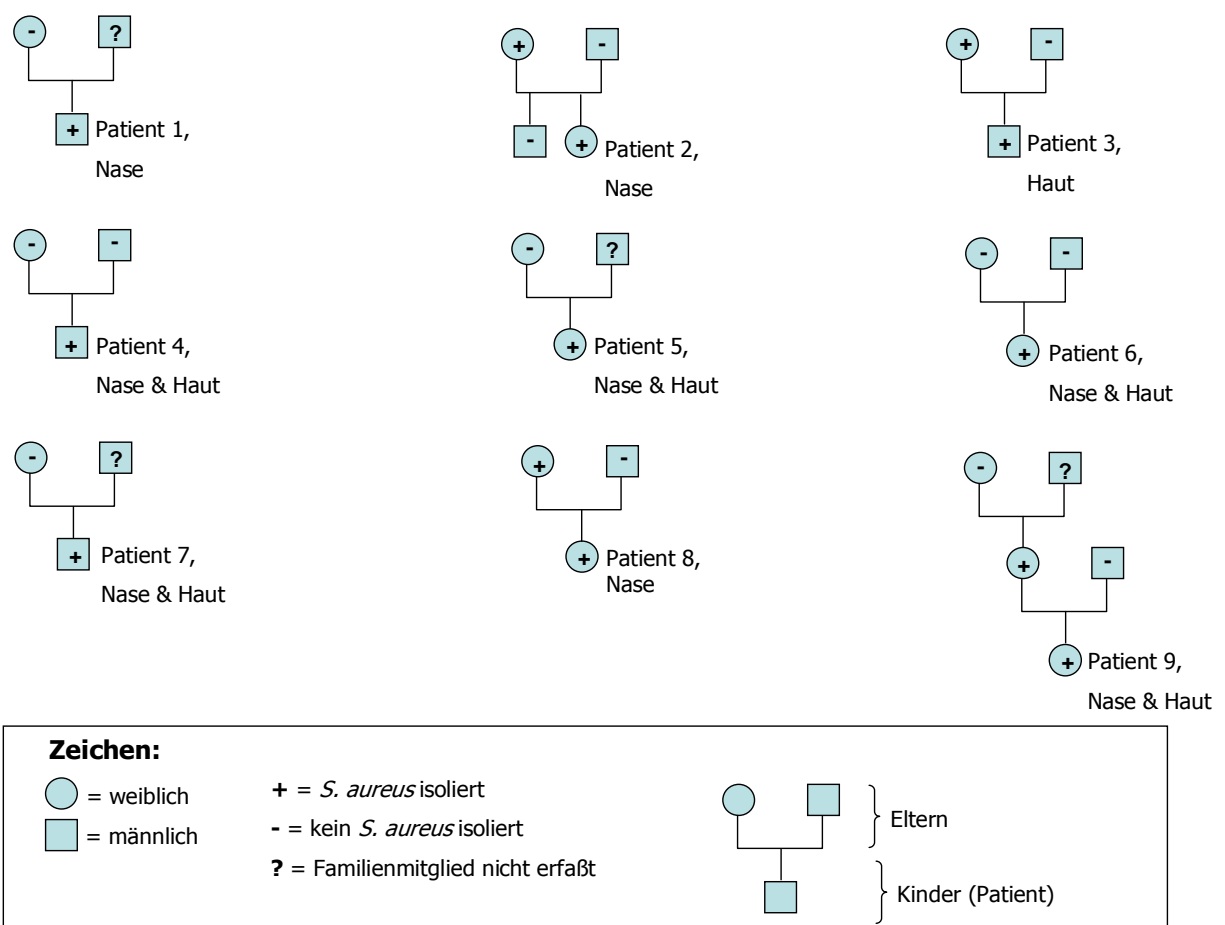 - ?
+ -
+ -
+ Patient 1,
Nase
- + Patient 2,
Nase
+ Patient 3,
Haut
- -
- ?
- -
+ Patient 4,
Nase & Haut
+ Patient 5,
Nase & Haut
+ Patient 6,
Nase & Haut
- ?
+ -
- ?
+ Patient 7,
Nase & Haut
+ Patient 8,
Nase
+ -
+ Patient 9,
Nase & Haut
Zeichen:
= weiblich
= männlich
+ = S. aureus isoliert
- = kein S. aureus isoliert
? = Familienmitglied nicht erfaßt
Eltern
Kinder (Patient)